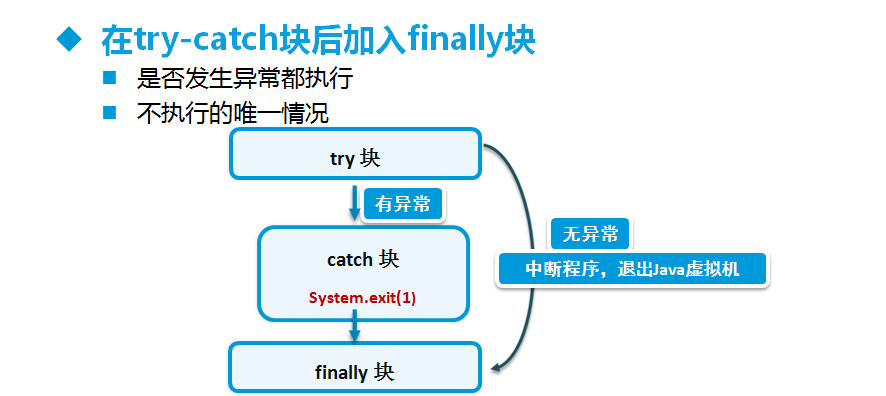 在try-catch块后加入finally块
是否发生异常都执行
不执行的唯一情况
try 块
有异常
无异常
catch 块
中断程序，退出Java虚拟机
System.exit(1)
finally 块